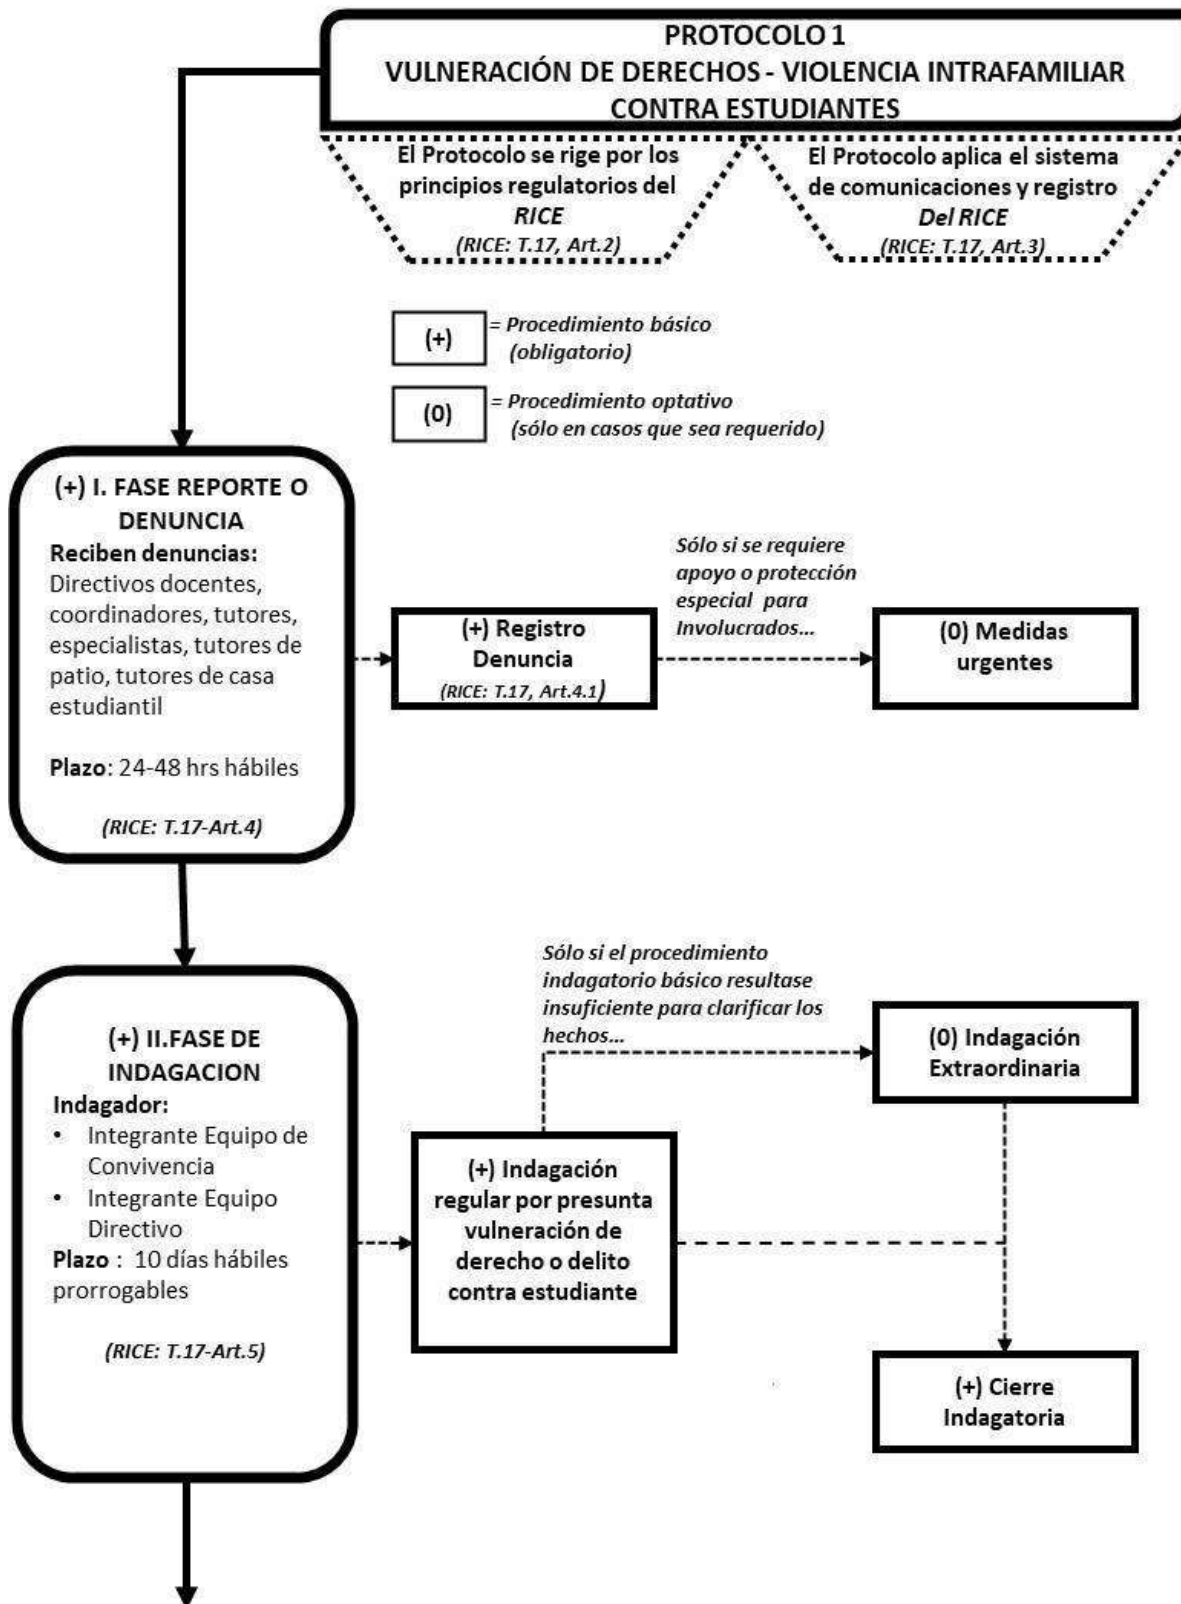 PROTOCOLO 1
VULNERACIÓN DE DERECHOS - VIOLENCIA INTRAFAMILIAR
CONTRA ESTUDIANTES
El Protocolo se rige por los
principios regulatorios del
RICE
(RICE: T.17, Art.2)
El Protocolo aplica el sistema
de comunicaciones y registro
Del RICE
(RICE: T.17, Art.3)
(+)
= Procedimiento básico
(obligatorio)
(0)
= Procedimiento optativo
(sólo en casos que sea requerido)
(+) I. FASE REPORTE O
DENUNCIA
Reciben denuncias:
Directivos docentes,
coordinadores, tutores,
especialistas, tutores de
patio, tutores de casa
estudiantil
Plazo: 24-48 hrs hábiles
(RICE: T.17-Art.4)
(+) Registro
Denuncia
(RICE: T.17, Art.4.1)
Sólo si se requiere
apoyo o protección
especial para
Involucrados...
(0) Medidas
urgentes
(+) II.FASE DE
INDAGACION
Indagador:
• Integrante Equipo de
Convivencia
• Integrante Equipo
Directivo
Plazo : 10 días hábiles
prorrogables
(RICE: T.17-Art.5)
Sólo si el procedimiento
indagatorio básico resultase
insuficiente para clarificar los
hechos...
(+) Indagación
regular por presunta
vulneración de
derecho o delito
contra estudiante
(0) Indagación
Extraordinaria
(+) Cierre
Indagatoria